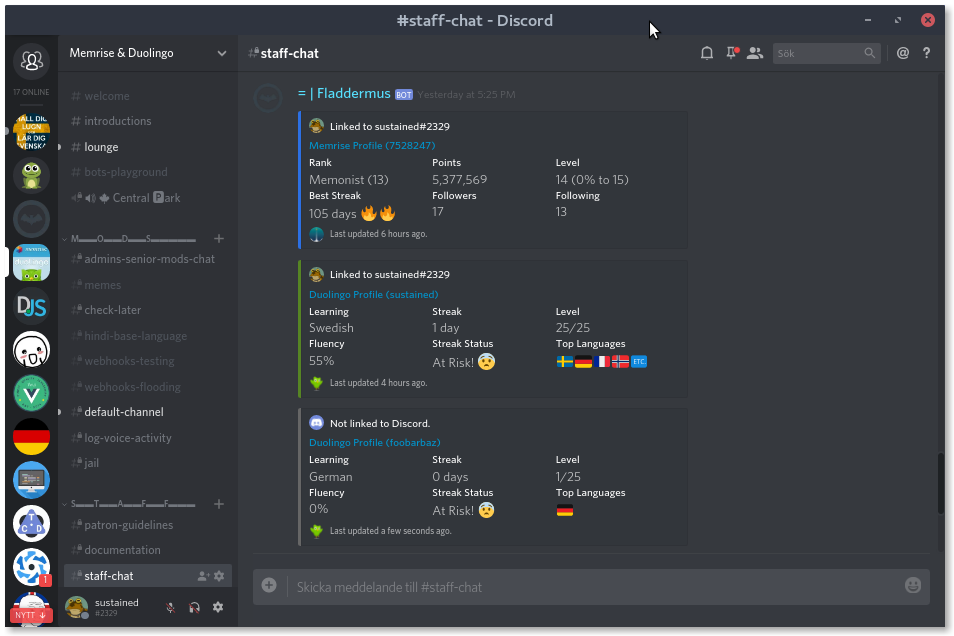 #staff-chat - Discord
17 ONLINE
LUGN
LÄR DIG
DJS
T
C D
1
NYTT
Memrise & Duolingo
# welcome
# introductions
# lounge
# bots-playground
Central Park
M▬▬O▬▬D▬▬S▬▬▬▬▬▬
admins-senior-mods-chat
memes
check-later
hindi-base-language
webhooks-testing
webhooks-flooding
default-channel
log-voice-activity
jail
S▬▬T▬▬A▬▬F▬▬F▬▬▬▬
patron-guidelines
documentation
staff-chat
sustained
#2329
# staff-chat
Sök
@ ?
= | Fladdermus BOT Yesterday at 5:25 PM
Linked to sustained#2329
Memrise Profile (7528247)
Rank Points Level
Memonist (13) 5,377,569 14 (0% to 15)
Best Streak Followers Following
105 days 🔥🔥 17 13
Last updated 6 hours ago.
Linked to sustained#2329
Duolingo Profile (sustained)
Learning Streak Level
Swedish 1 day 25/25
Fluency Streak Status Top Languages
55% At Risk! 😨 🇸🇪🇩🇪🇫🇷🇳🇴 ETC
Last updated 4 hours ago.
Not linked to Discord.
Duolingo Profile (foobarbaz)
Learning Streak Level
German 0 days 1/25
Fluency Streak Status Top Languages
0% At Risk! 😨 🇩🇪
Last updated a few seconds ago.
Skicka meddelande till #staff-chat